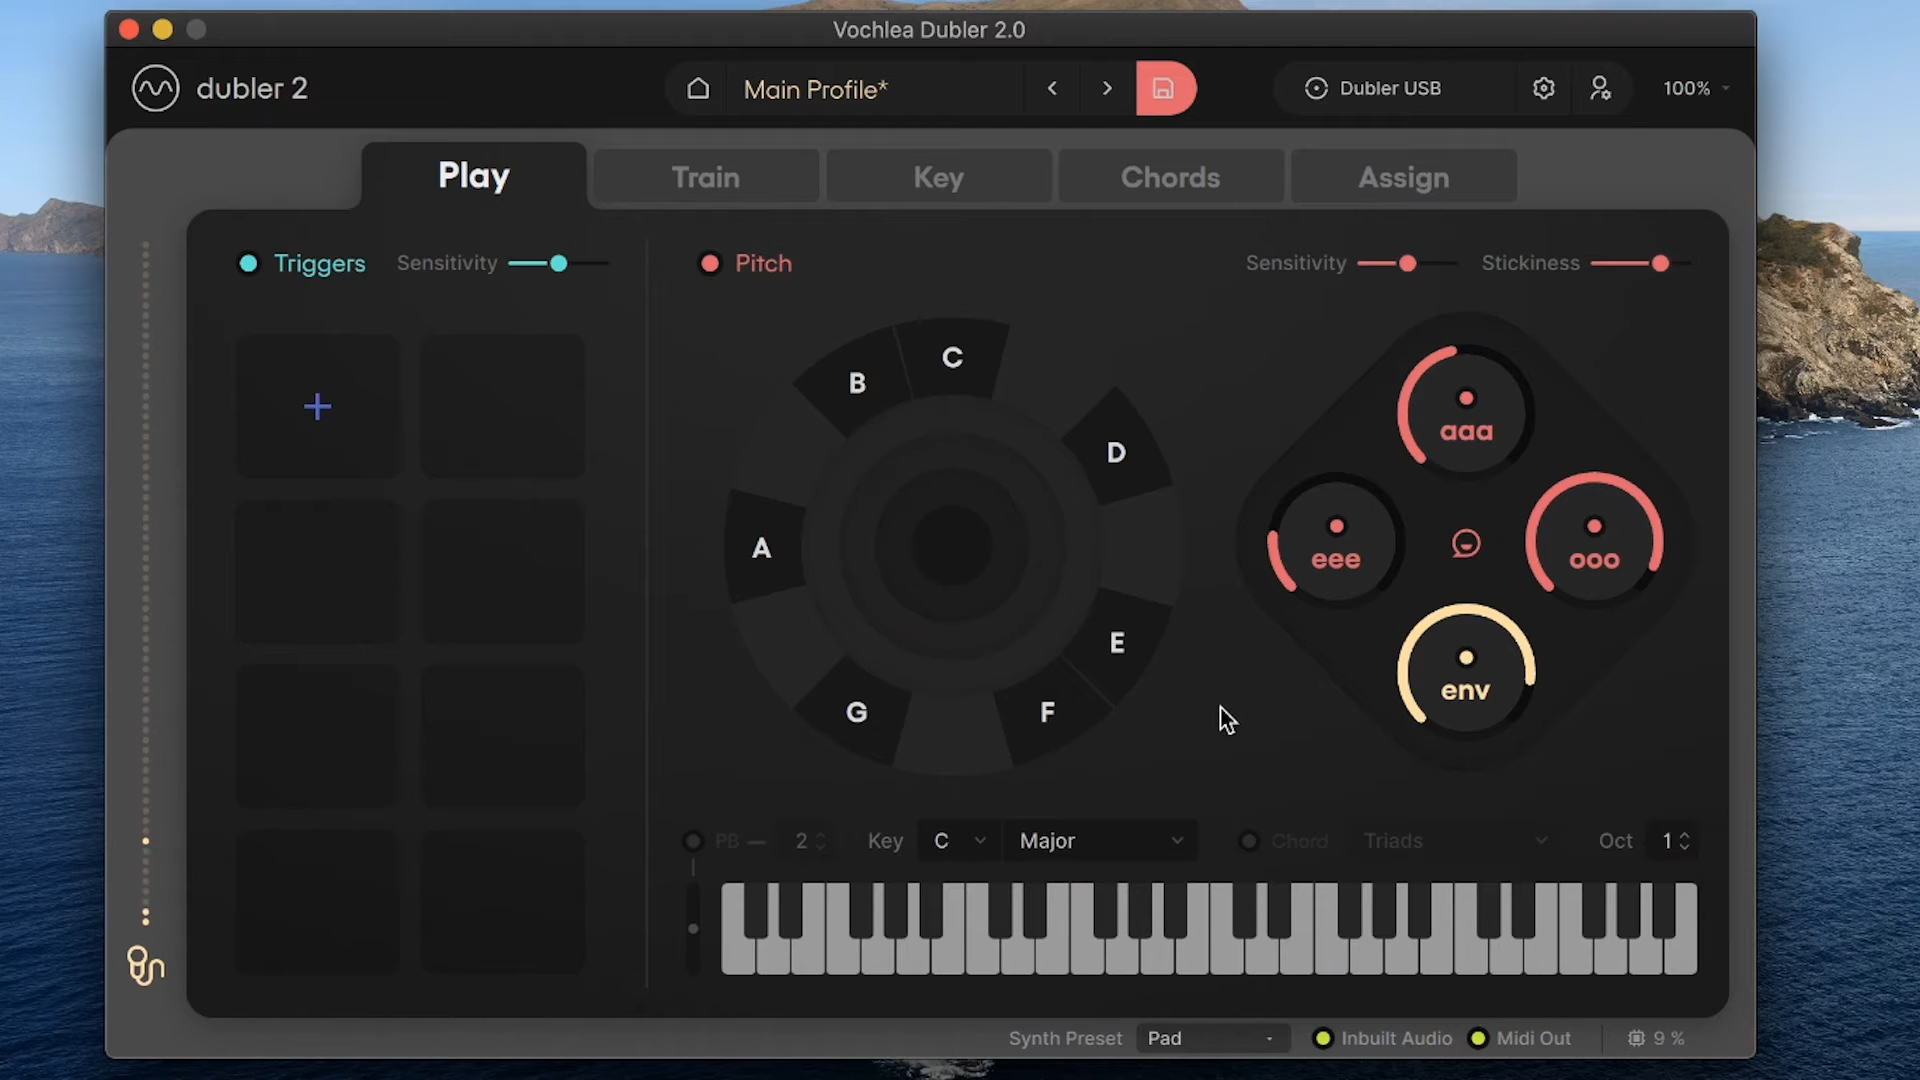 Vochlea Dubler 2.0
dubler 2
Main Profile*
Dubler USB
100%
Play
Train
Key
Chords
Assign
Triggers
Sensitivity
Pitch
Sensitivity
Stickiness
C
B
D
A
E
G
F
aaa
eee
ooo
env
PB
2
Key
C
Major
Chord
Triads
Oct
1
Synth Preset
Pad
Inbuilt Audio
Midi Out
9 %